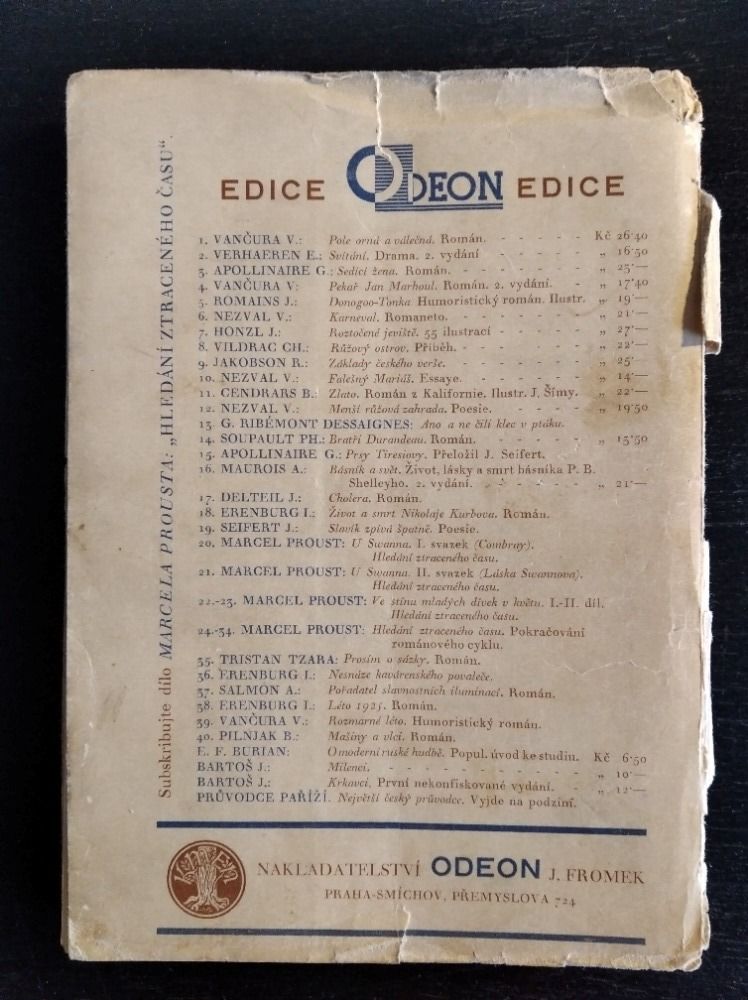 Subskribujte dílo MARCELA PROUSTA: „HLEDÁNÍ ZTRACENÉHO ČASU“.
EDICE ODEON EDICE
1. VANČURA V.: Pole orná a válečná. Román. - - - - - Kč 26·40
2. VERHAEREN E.: Svítání. Drama. 2. vydání - - - - - „ 16·50
3. APOLLINAIRE G.: Sedící žena. Román. - - - - - - „ 25·—
4. VANČURA V: Pekař Jan Marhoul. Román. 2. vydání. - „ 17·40
5. ROMAINS J.: Donogoo-Tonka Humoristický román. Ilustr. „ 19·—
6. NEZVAL V.: Karneval. Romaneto. - - - - - - „ 21·—
7. HONZL J.: Roztočené jeviště. 55 ilustrací - - - - - „ 27·—
8. VILDRAC CH.: Růžový ostrov. Příběh. - - - - - - „ 22·—
9. JAKOBSON R.: Základy českého verše. - - - - - - „ 25·
10. NEZVAL V.: Falešný Mariáš. Essaye. - - - - - - „ 14·—
11. CENDRARS B.: Zlato. Román z Kalifornie. Ilustr. J. Šímy. „ 22·—
12. NEZVAL V.: Menší růžová zahrada. Poesie. - - - - „ 19·50
13. G. RIBÉMONT DESSAIGNES: Ano a ne čili klec v ptáku.
14. SOUPAULT PH.: Bratři Durandeau. Román. - - - - - „ 15·50
15. APOLLINAIRE G.: Prsy Tiresiovy. Přeložil J. Seifert.
16. MAUROIS A.: Básník a svět. Život, lásky a smrt básníka P. B.
Shelleyho. 2. vydání. - - - - - - „ 21·—
17. DELTEIL J.: Cholera. Román.
18. ERENBURG I.: Život a smrt Nikolaje Kurbova. Román.
19. SEIFERT J.: Slavík zpívá špatně. Poesie.
20. MARCEL PROUST: U Swanna. I. svazek (Combray).
Hledání ztraceného času.
21. MARCEL PROUST: U Swanna. II. svazek (Láska Swannova).
Hledání ztraceného času.
22.-23. MARCEL PROUST: Ve stínu mladých dívek v květu. I.-II. díl.
Hledání ztraceného času.
24.-34. MARCEL PROUST: Hledání ztraceného času. Pokračování
románového cyklu.
35. TRISTAN TZARA: Prosím o sázky. Román.
36. ERENBURG I.: Nesnáze kavárenského povaleče.
37. SALMON A.: Pořadatel slavnostních iluminací. Román.
38. ERENBURG I.: Léto 1925. Román.
39. VANČURA V.: Rozmarné léto. Humoristický román.
40. PILNJAK B.: Mašiny a vlci. Román.
E. F. BURIAN: O moderní ruské hudbě. Popul. úvod ke studiu. Kč 6·50
BARTOŠ J.: Milenci. - - - - - - - - „ 10·—
BARTOŠ J.: Krkavci. První nekonfiskované vydání. - „ 12·—
PRŮVODCE PAŘÍŽÍ. Největší český průvodce. Vyjde na podzim.
NAKLADATELSTVÍ ODEON J. FROMEK
PRAHA-SMÍCHOV, PŘEMYSLOVA 724